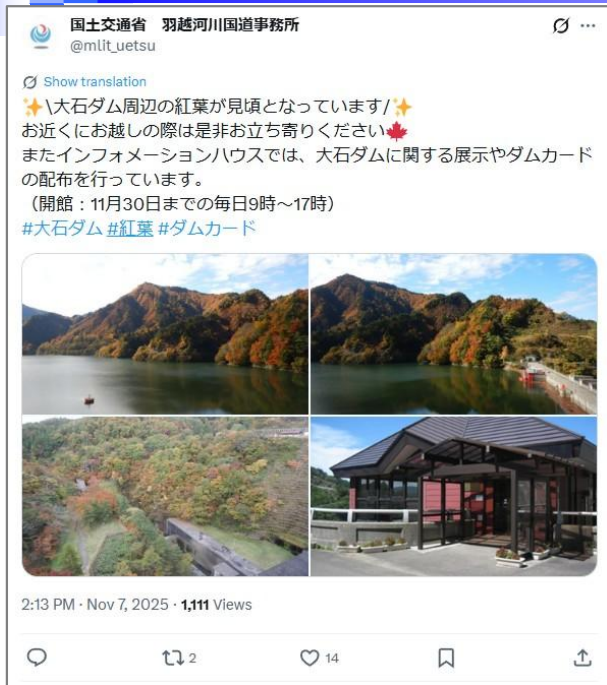 国土交通省　羽越河川国道事務所
@mlit_uetsu
Show translation
✨\大石ダム周辺の紅葉が見頃となっています/✨
お近くにお越しの際は是非お立ち寄りください🍁
またインフォメーションハウスでは、大石ダムに関する展示やダムカード
の配布を行っています。
（開館：11月30日までの毎日9時～17時）
#大石ダム #紅葉 #ダムカード
2:13 PM · Nov 7, 2025 · 1,111 Views
2
14